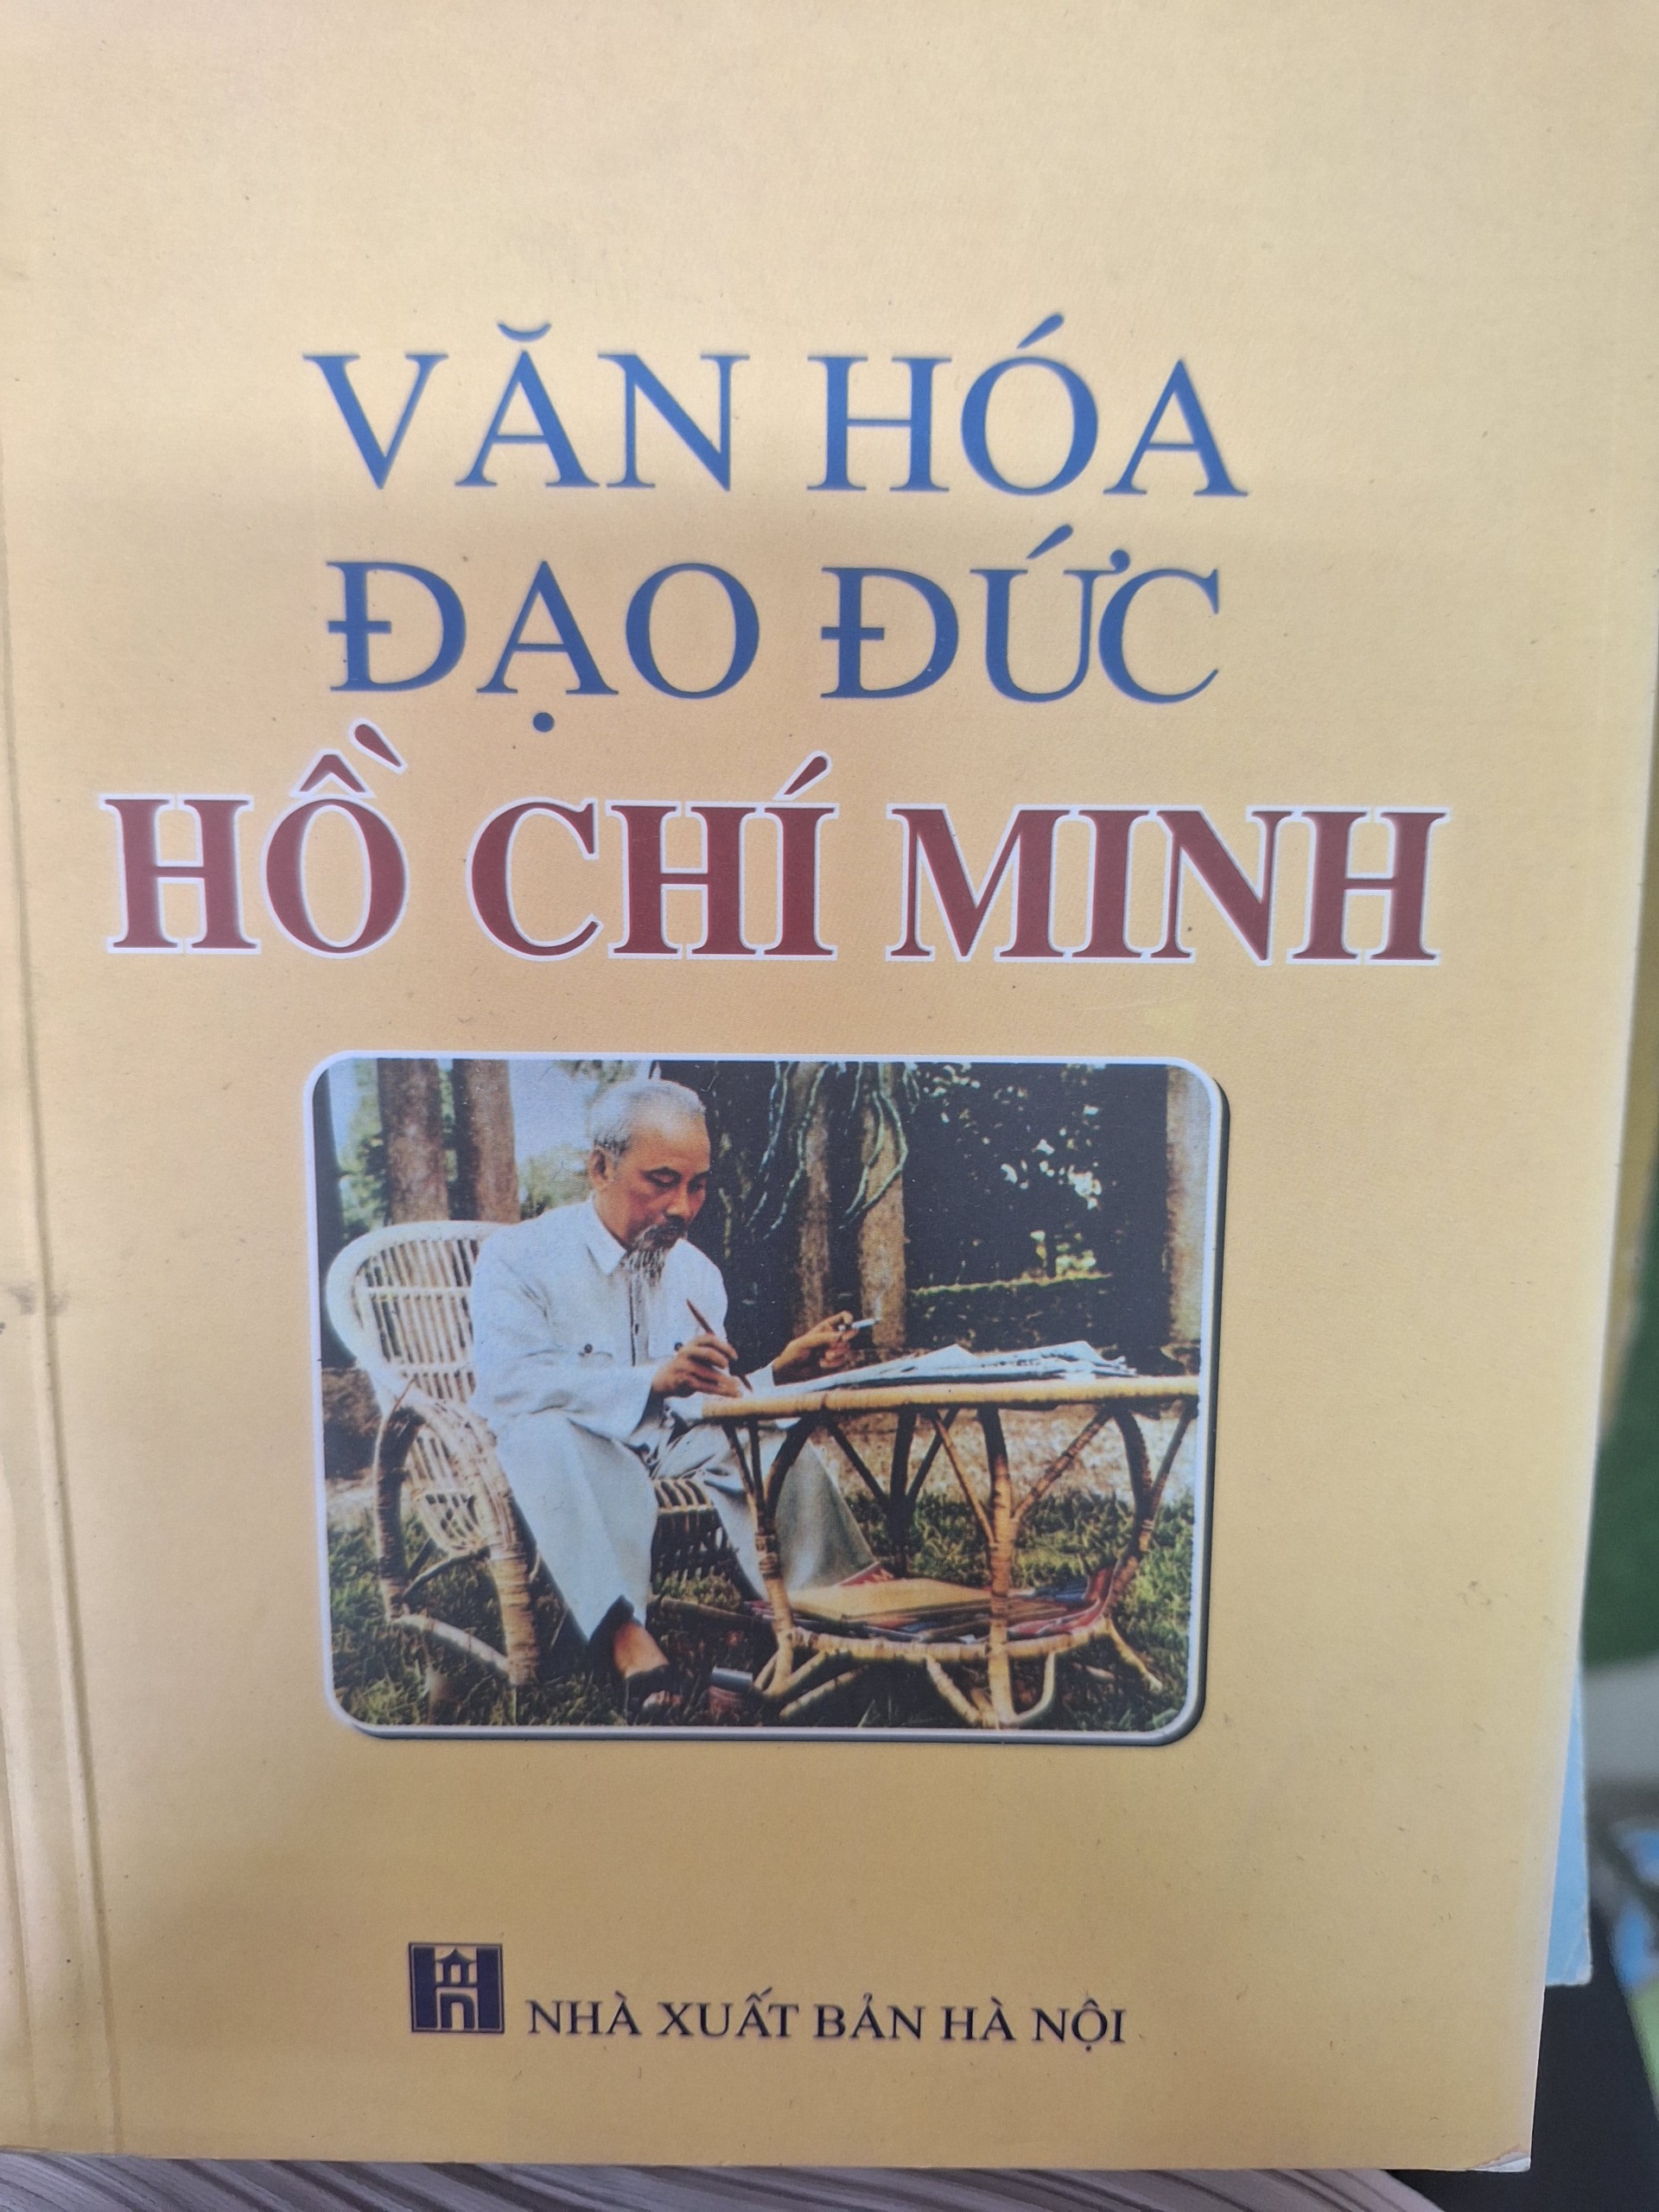 VĂN HÓA
ĐẠO ĐỨC
HỒ CHÍ MINH
NHÀ XUẤT BẢN HÀ NỘI